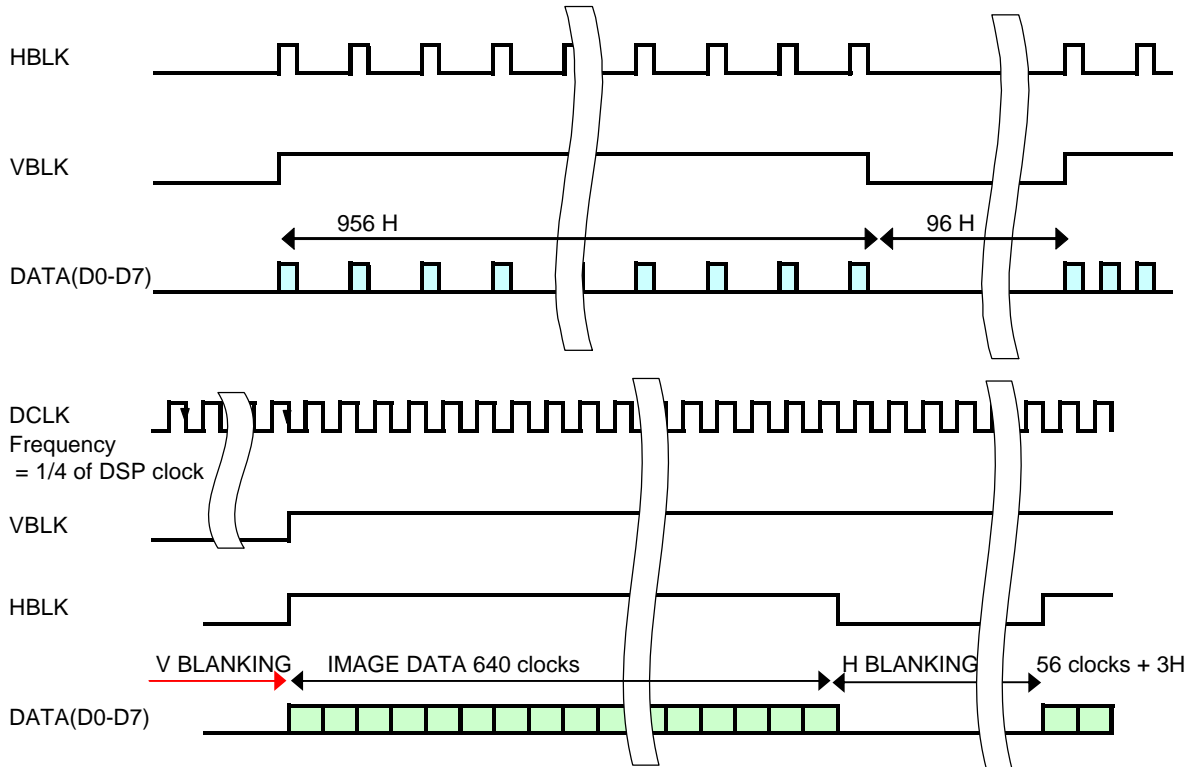 HBLK
VBLK
956 H
96 H
DATA(D0-D7)
DCLK
Frequency
= 1/4 of DSP clock
VBLK
HBLK
V BLANKING
IMAGE DATA 640 clocks
H BLANKING
56 clocks + 3H
DATA(D0-D7)